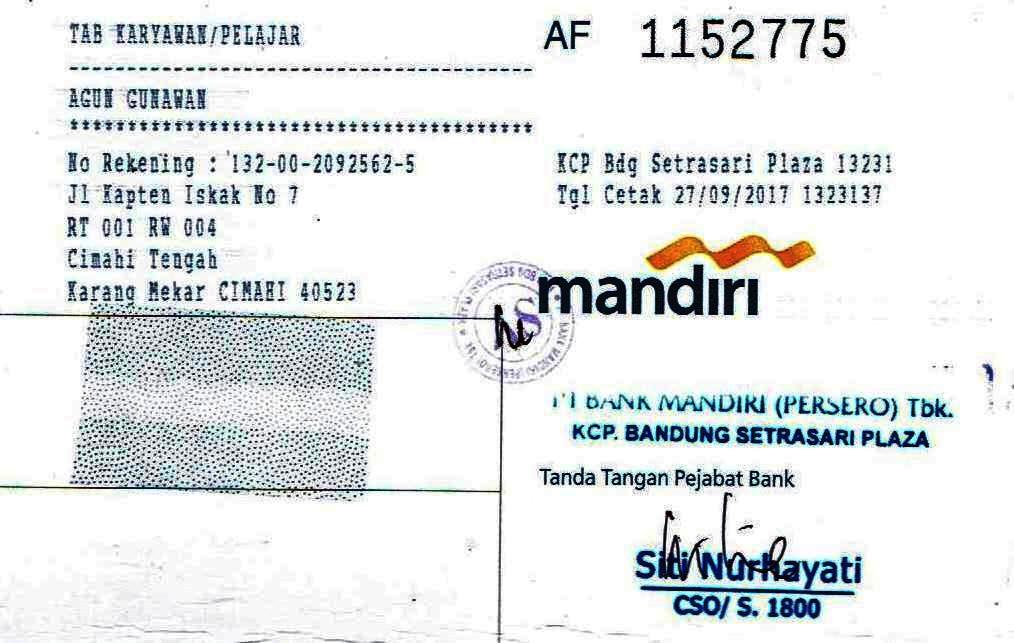 TAB KARYAWAN/PELAJAR
AF 1152775
----------------------------------------
AGUN GUNAWAN
****************************************
No Rekening : 132-00-2092562-5
Jl Kapten Iskak No 7
RT 001 RW 004
Cimahi Tengah
Karang Mekar CIMAHI 40523
KCP Bdg Setrasari Plaza 13231
Tgl Cetak 27/09/2017 1323137
mandiri
PT BANK MANDIRI (PERSERO) Tbk.
KCP. BANDUNG SETRASARI PLAZA
Tanda Tangan Pejabat Bank
Siti Nurhayati
CSO/ S. 1800